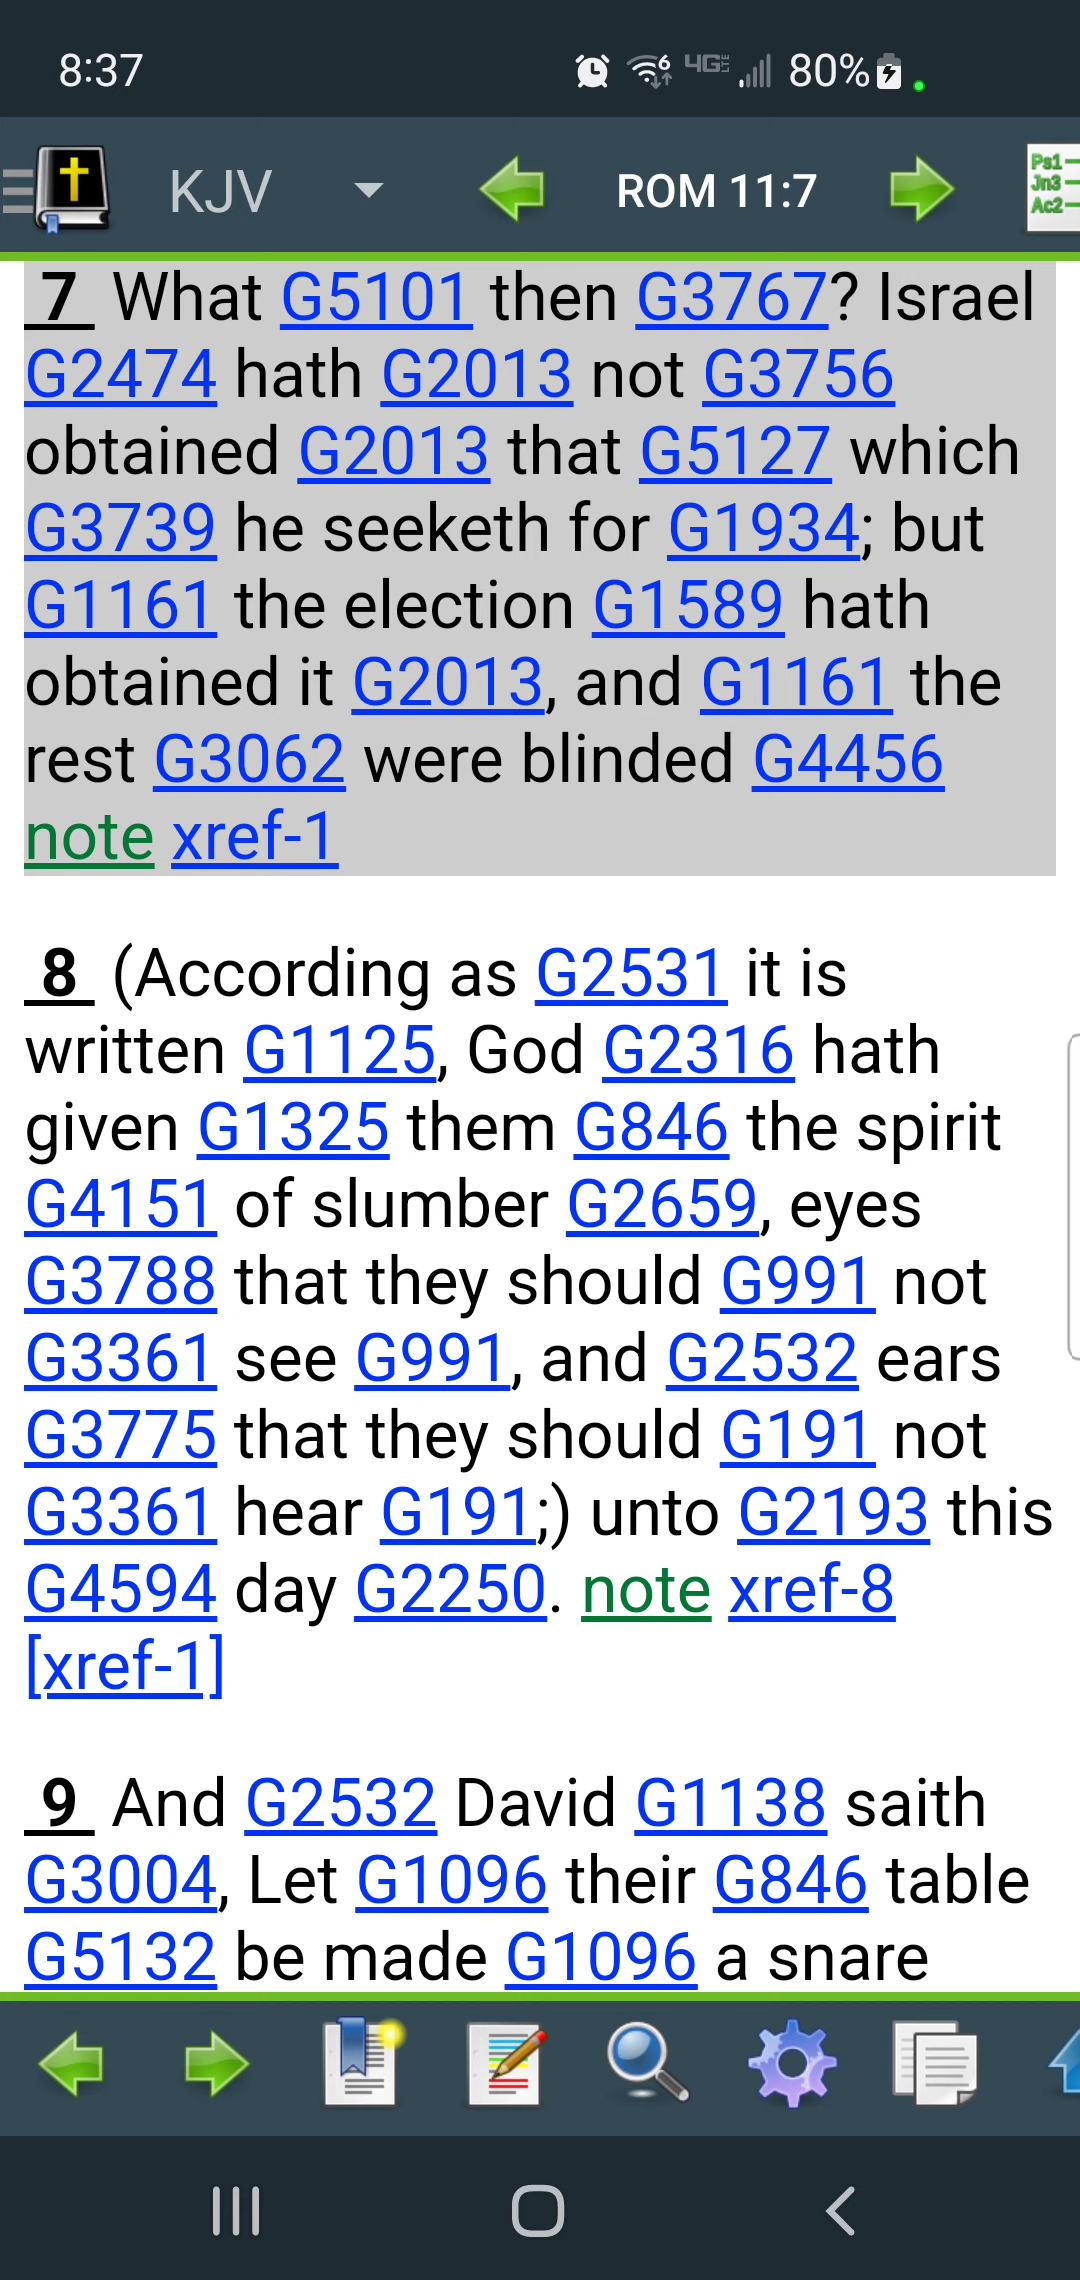 8:37 6 4G LTE 80%
KJV ROM 11:7 Ps1 Jn3 Ac2
7 What G5101 then G3767? Israel
G2474 hath G2013 not G3756
obtained G2013 that G5127 which
G3739 he seeketh for G1934; but
G1161 the election G1589 hath
obtained it G2013, and G1161 the
rest G3062 were blinded G4456
note xref-1
8 (According as G2531 it is
written G1125, God G2316 hath
given G1325 them G846 the spirit
G4151 of slumber G2659, eyes
G3788 that they should G991 not
G3361 see G991, and G2532 ears
G3775 that they should G191 not
G3361 hear G191;) unto G2193 this
G4594 day G2250. note xref-8
[xref-1]
9 And G2532 David G1138 saith
G3004, Let G1096 their G846 table
G5132 be made G1096 a snare